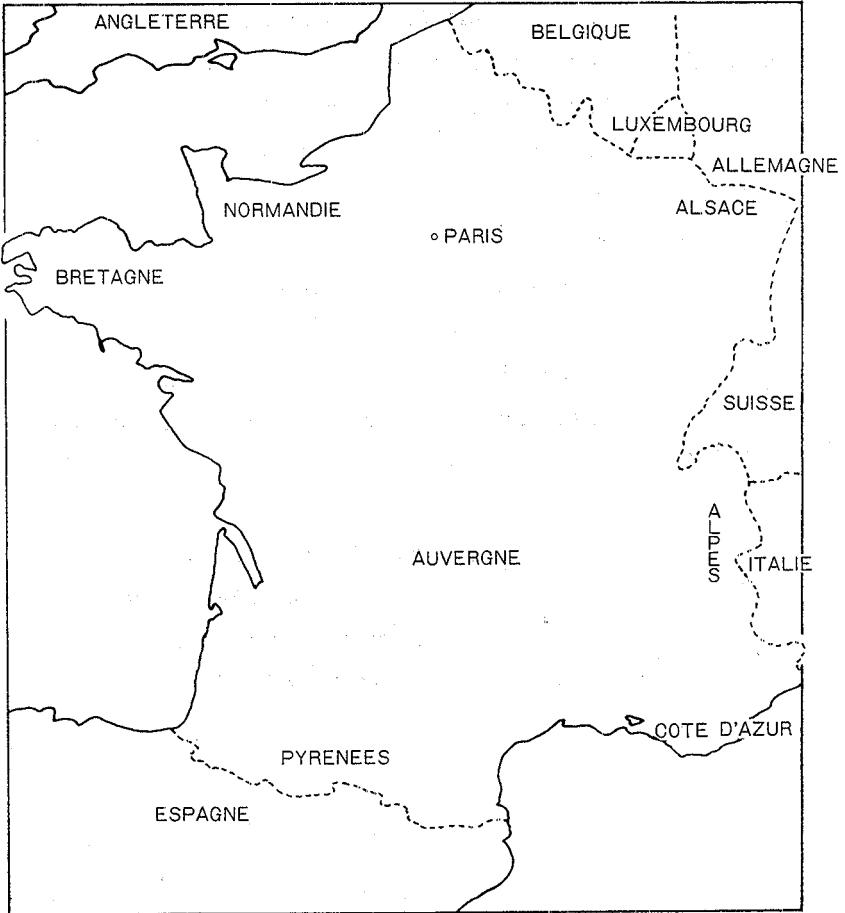 ANGLETERRE
BELGIQUE
LUXEMBOURG
ALLEMAGNE
ALSACE
NORMANDIE
PARIS
BRETAGNE
SUISSE
ALPES
AUVERGNE
ITALIE
COTE D'AZUR
PYRENEES
ESPAGNE